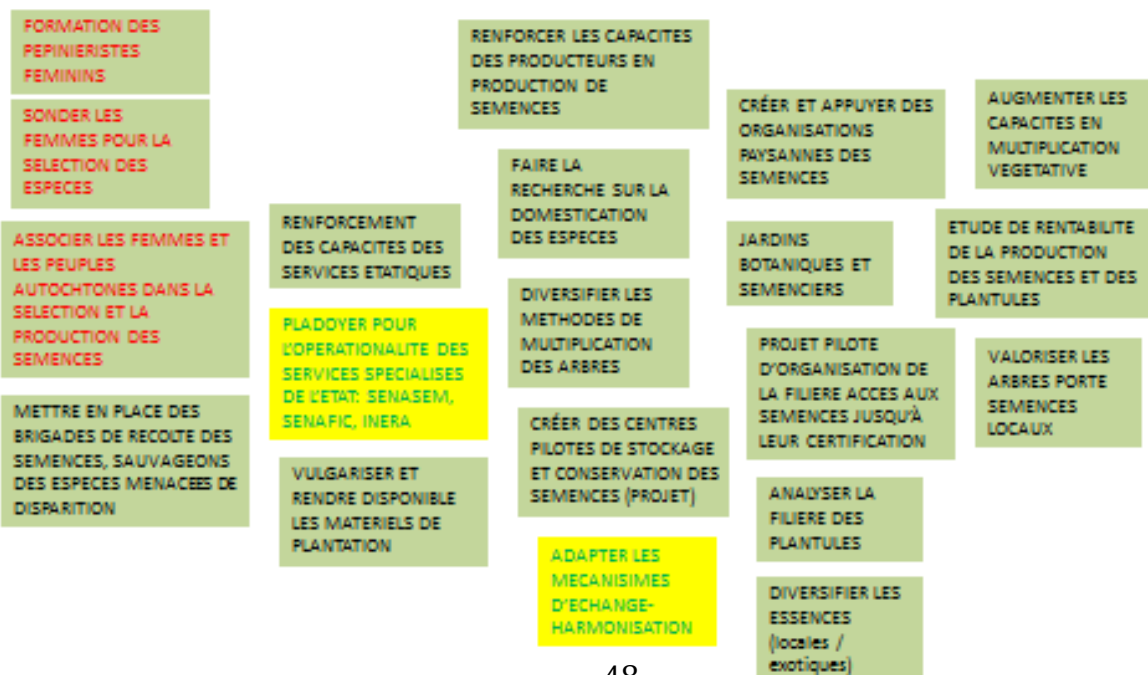 FORMATION DES
PEPINIERISTES
FEMININS
SONDER LES
FEMMES POUR LA
SELECTION DES
ESPECES
ASSOCIER LES FEMMES ET
LES PEUPLES
AUTOCHTONES DANS LA
SELECTION ET LA
PRODUCTION DES
SEMENCES
METTRE EN PLACE DES
BRIGADES DE RECOLTE DES
SEMENCES, SAUVAGEONS
DES ESPECES MENACEES DE
DISPARITION
RENFORCEMENT
DES CAPACITES DES
SERVICES ETATIQUES
PLADOYER POUR
L'OPERATIONALITE DES
SERVICES SPECIALISES
DE L'ETAT: SENASEM,
SENAFIC, INERA
VULGARISER ET
RENDRE DISPONIBLE
LES MATERIELS DE
PLANTATION
RENFORCER LES CAPACITES
DES PRODUCTEURS EN
PRODUCTION DE
SEMENCES
FAIRE LA
RECHERCHE SUR LA
DOMESTICATION
DES ESPECES
DIVERSIFIER LES
METHODES DE
MULTIPLICATION
DES ARBRES
CRÉER DES CENTRES
PILOTES DE STOCKAGE
ET CONSERVATION DES
SEMENCES (PROJET)
ADAPTER LES
MECANISIMES
D'ECHANGE-
HARMONISATION
CRÉER ET APPUYER DES
ORGANISATIONS
PAYSANNES DES
SEMENCES
JARDINS
BOTANIQUES ET
SEMENCIERS
PROJET PILOTE
D'ORGANISATION DE
LA FILIERE ACCES AUX
SEMENCES JUSQU'À
LEUR CERTIFICATION
ANALYSER LA
FILIERE DES
PLANTULES
DIVERSIFIER LES
ESSENCES
(locales /
exotiques)
AUGMENTER LES
CAPACITES EN
MULTIPLICATION
VEGETATIVE
ETUDE DE RENTABILITE
DE LA PRODUCTION
DES SEMENCES ET DES
PLANTULES
VALORISER LES
ARBRES PORTE
SEMENCES
LOCAUX
48